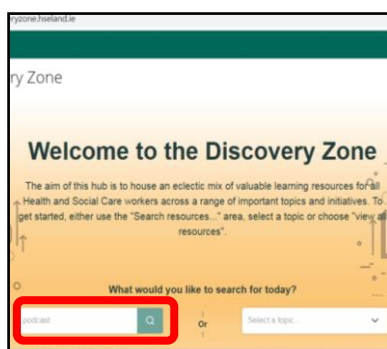 eryzone.hseland.ie
ry Zone
Welcome to the Discovery Zone
The aim of this hub is to house an eclectic mix of valuable learning resources for all
Health and Social Care workers across a range of important topics and initiatives. To
get started, either use the "Search resources..." area, select a topic or choose "view all
resources".
What would you like to search for today?
podcast
Or
Select a topic...